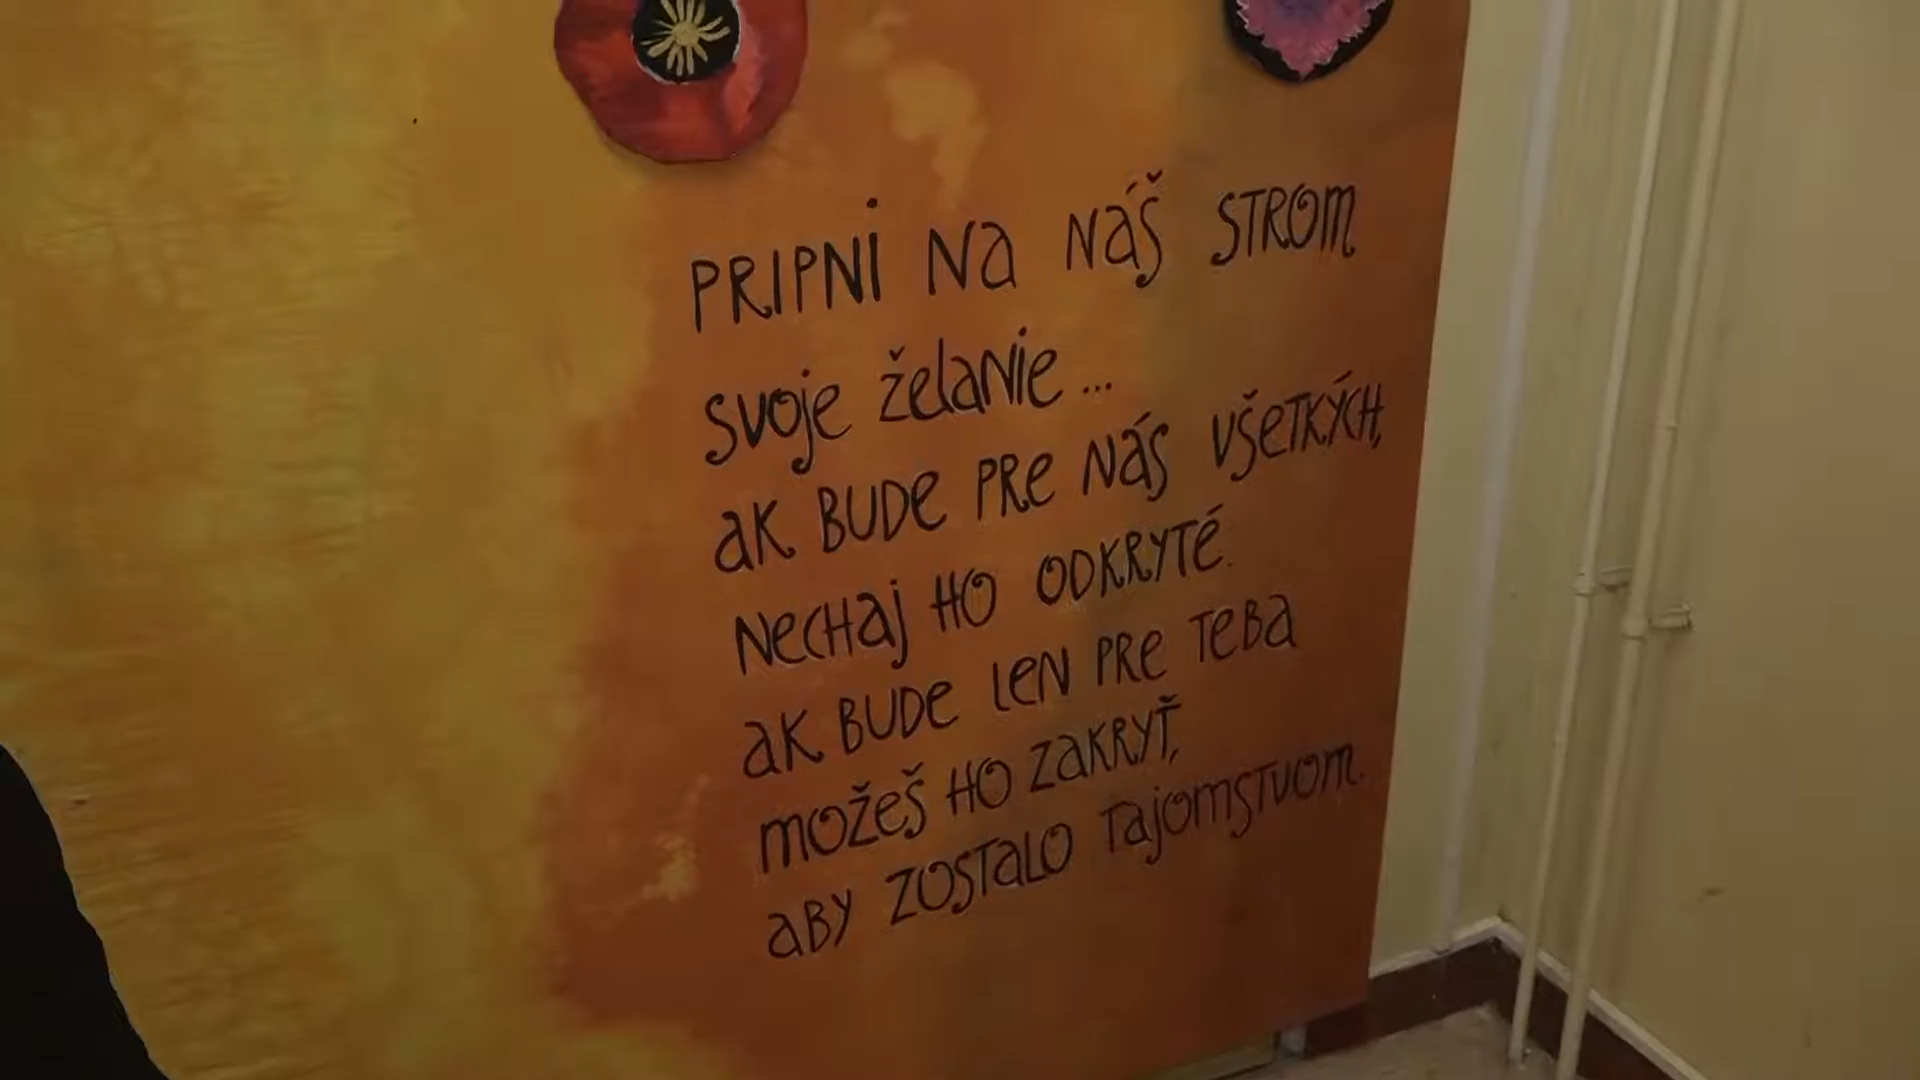 PRIPNI Na Náš STROM
svoje želanie...
aK BUDe PRe Nás všeTKÝCH,
NeCHaj HO ODKRYTé.
aK BUDe LeN PRe TeBa
možeš HO ZaKRYŤ,
aBY ZOSTaLO TajomsTvom.